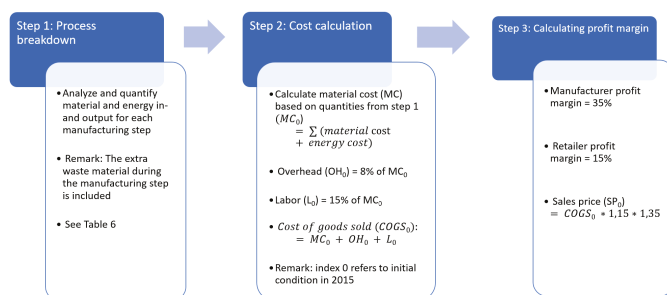 Step 1: Process
breakdown
•Analyze and quantify
material and energy in-
and output for each
manufacturing step
• Remark: The extra
waste material during
the manufacturing step
is included
• See Table 6
Step 2: Cost calculation
•Calculate material cost (MC)
based on quantities from step 1
(MC₀)
= ∑ (material cost
+ energy cost)
• Overhead (OH₀) = 8% of MC₀
•Labor (L₀) = 15% of MC₀
• Cost of goods sold (COGS₀):
= MC₀ + OH₀ + L₀
•Remark: index 0 refers to initial
condition in 2015
Step 3: Calculating profit margin
•Manufacturer profit
margin = 35%
• Retailer profit
margin = 15%
• Sales price (SP₀)
= COGS₀ * 1,15 * 1,35